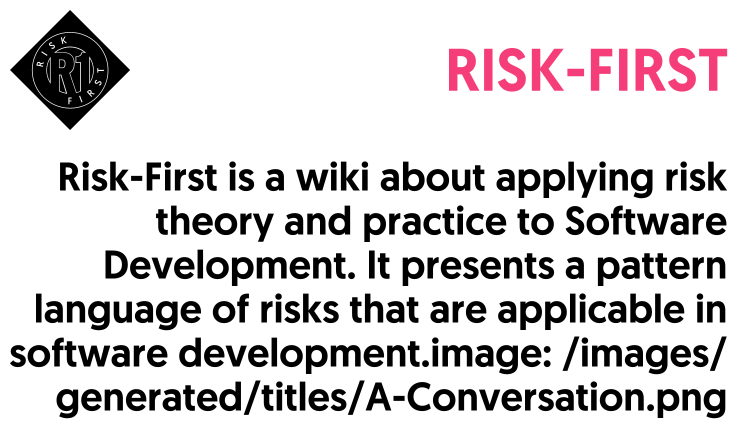 RISK
R1
FIRST
RISK-FIRST
Risk-First is a wiki about applying risk
theory and practice to Software
Development. It presents a pattern
language of risks that are applicable in
software development.image: /images/
generated/titles/A-Conversation.png